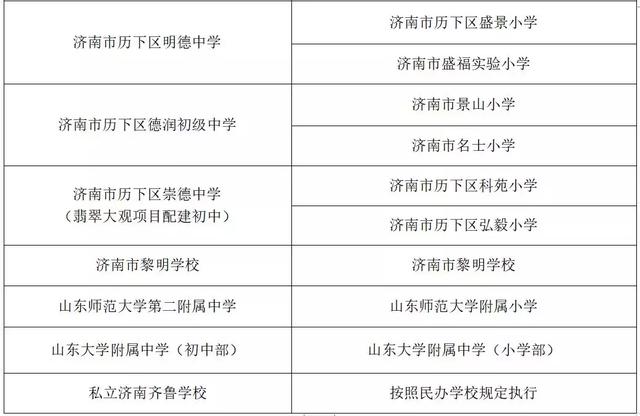 济南市历下区明德中学
济南市历下区盛景小学
济南市盛福实验小学
济南市历下区德润初级中学
济南市景山小学
济南市名士小学
济南市历下区崇德中学
（翡翠大观项目配建初中）
济南市历下区科苑小学
济南市历下区弘毅小学
济南市黎明学校
济南市黎明学校
山东师范大学第二附属中学
山东师范大学附属小学
山东大学附属中学（初中部）
山东大学附属中学（小学部）
私立济南齐鲁学校
按照民办学校规定执行